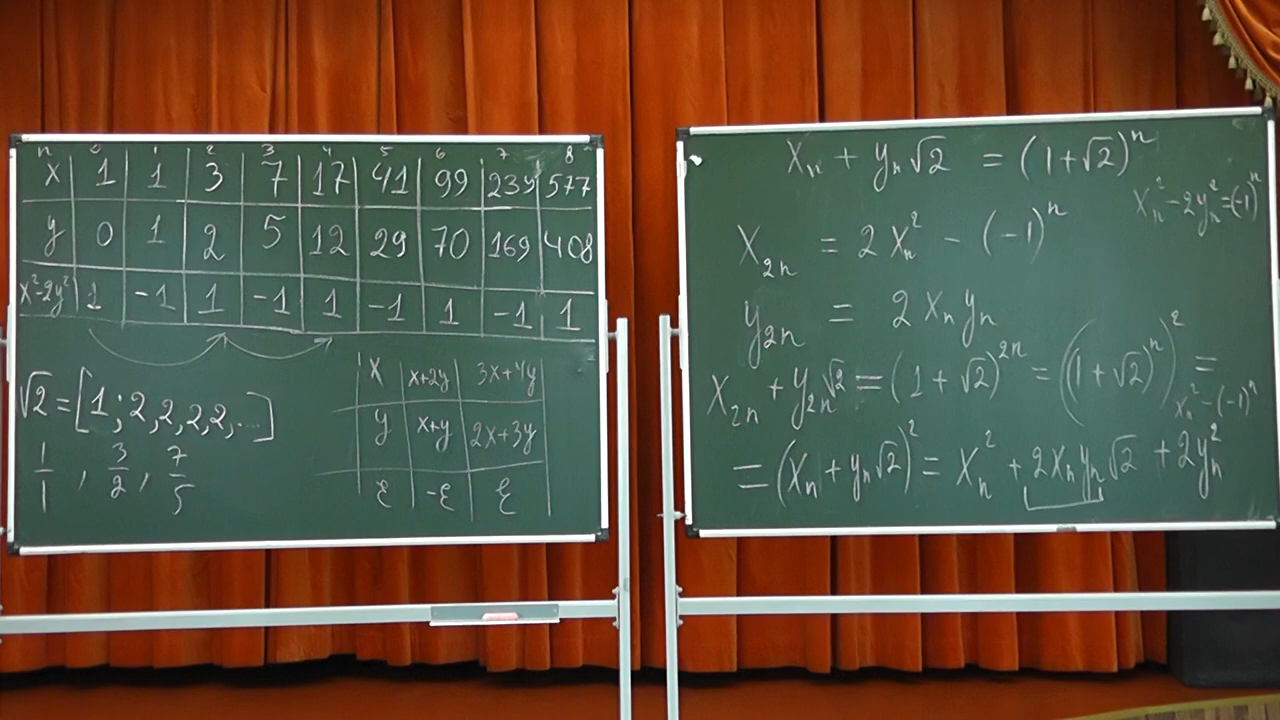 n 0 1 2 3 4 5 6 7 8
x 1 1 3 7 17 41 99 239 577
y 0 1 2 5 12 29 70 169 408
x²-2y² 1 -1 1 -1 1 -1 1 -1 1
√2 = [1; 2, 2, 2, 2, ...]
1/1 , 3/2 , 7/5
x x+2y 3x+4y
y x+y 2x+3y
ε -ε ε
xₙ + yₙ√2 = (1+√2)ⁿ
xₙ² - 2yₙ² = (-1)ⁿ
x₂ₙ = 2xₙ² - (-1)ⁿ
y₂ₙ = 2xₙyₙ
x₂ₙ + y₂ₙ√2 = (1+√2)²ⁿ = ((1+√2)ⁿ)² =
xₙ² - (-1)ⁿ
= (xₙ + yₙ√2)² = xₙ² + 2xₙyₙ√2 + 2yₙ²